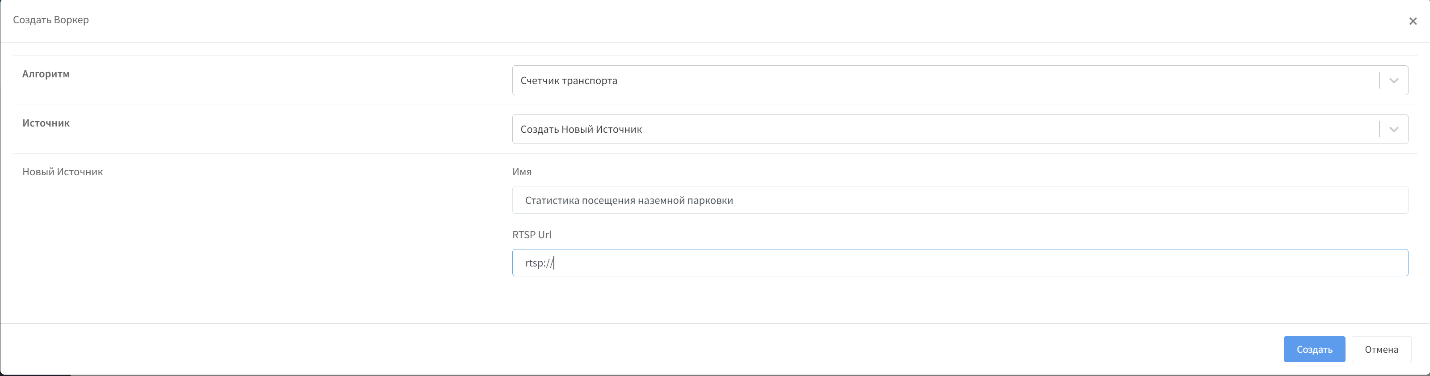 Создать Воркер
×
Алгоритм
Счетчик транспорта
Источник
Создать Новый Источник
Новый Источник
Имя
Статистика посещения наземной парковки
RTSP Url
rtsp://
Создать
Отмена